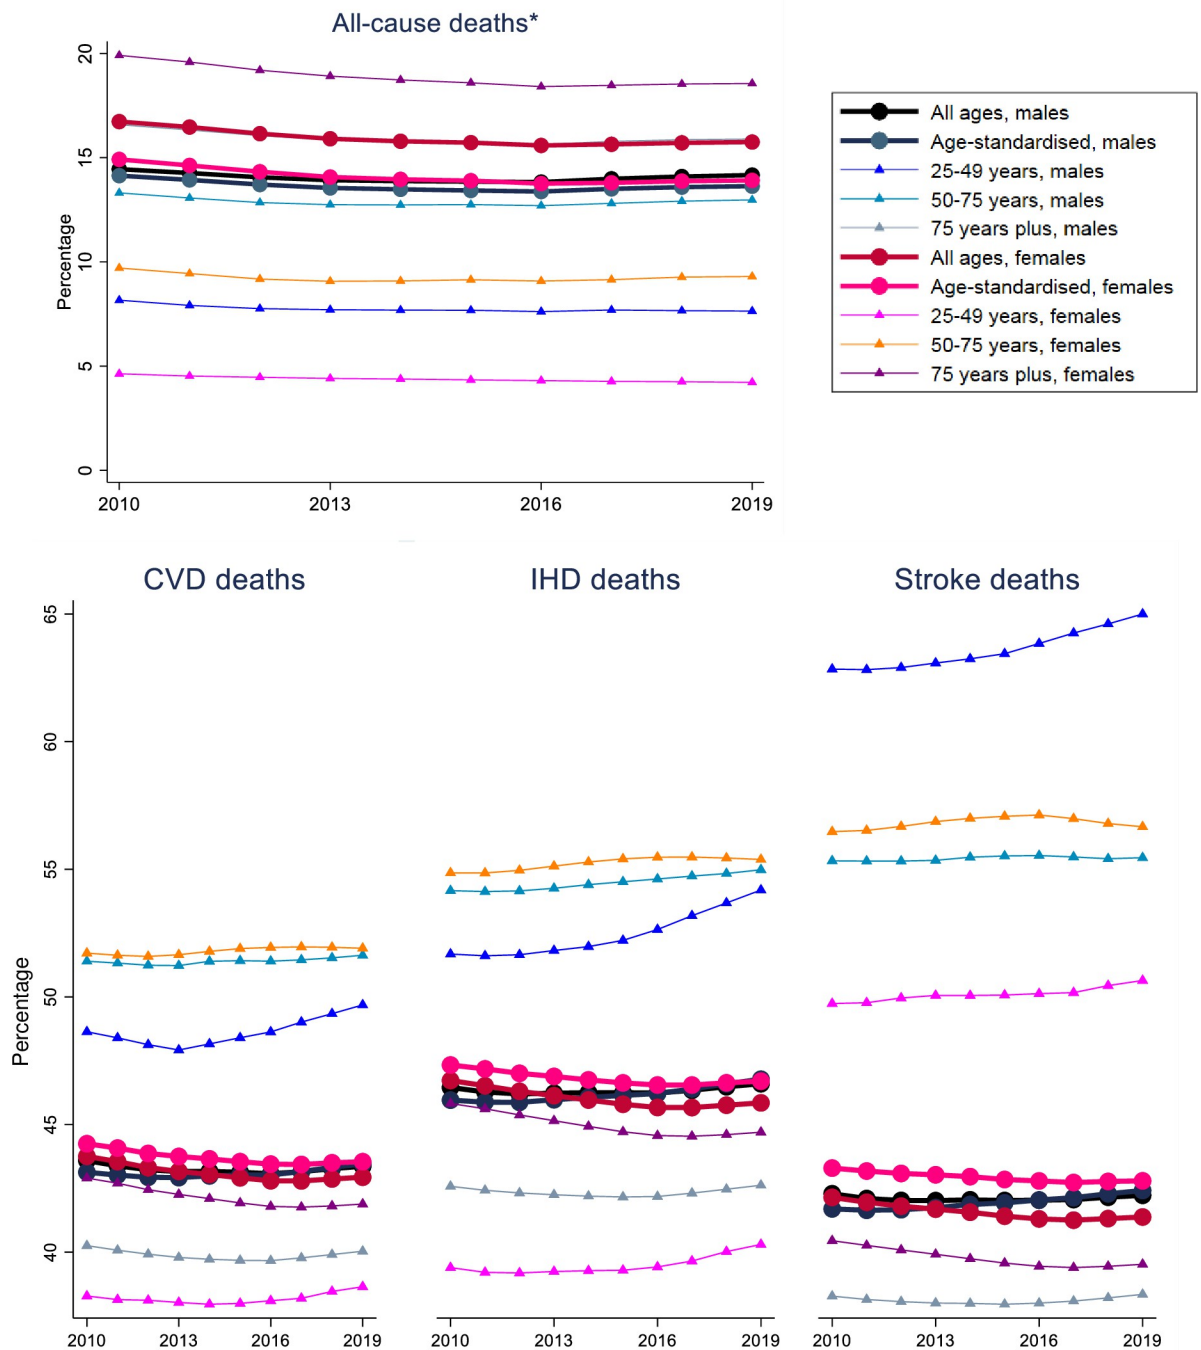 All-cause deaths*
Percentage
20
15
10
5
0
2010
2013
2016
2019
All ages, males
Age-standardised, males
25-49 years, males
50-75 years, males
75 years plus, males
All ages, females
Age-standardised, females
25-49 years, females
50-75 years, females
75 years plus, females
CVD deaths
IHD deaths
Stroke deaths
Percentage
65
60
55
50
45
40
2010
2013
2016
2019
2010
2013
2016
2019
2010
2013
2016
2019